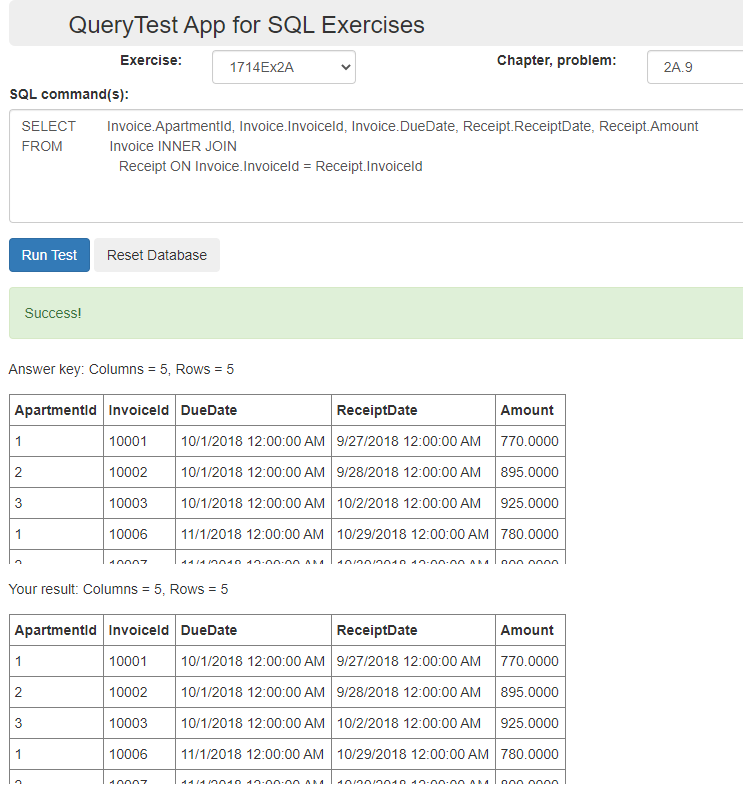 QueryTest App for SQL Exercises
Exercise: 1714Ex2A Chapter, problem: 2A.9
SQL command(s):
SELECT Invoice.ApartmentId, Invoice.InvoiceId, Invoice.DueDate, Receipt.ReceiptDate, Receipt.Amount
FROM Invoice INNER JOIN
Receipt ON Invoice.InvoiceId = Receipt.InvoiceId
Run Test Reset Database
Success!
Answer key: Columns = 5, Rows = 5
ApartmentId InvoiceId DueDate ReceiptDate Amount
1 10001 10/1/2018 12:00:00 AM 9/27/2018 12:00:00 AM 770.0000
2 10002 10/1/2018 12:00:00 AM 9/28/2018 12:00:00 AM 895.0000
3 10003 10/1/2018 12:00:00 AM 10/2/2018 12:00:00 AM 925.0000
1 10006 11/1/2018 12:00:00 AM 10/29/2018 12:00:00 AM 780.0000
Your result: Columns = 5, Rows = 5
ApartmentId InvoiceId DueDate ReceiptDate Amount
1 10001 10/1/2018 12:00:00 AM 9/27/2018 12:00:00 AM 770.0000
2 10002 10/1/2018 12:00:00 AM 9/28/2018 12:00:00 AM 895.0000
3 10003 10/1/2018 12:00:00 AM 10/2/2018 12:00:00 AM 925.0000
1 10006 11/1/2018 12:00:00 AM 10/29/2018 12:00:00 AM 780.0000